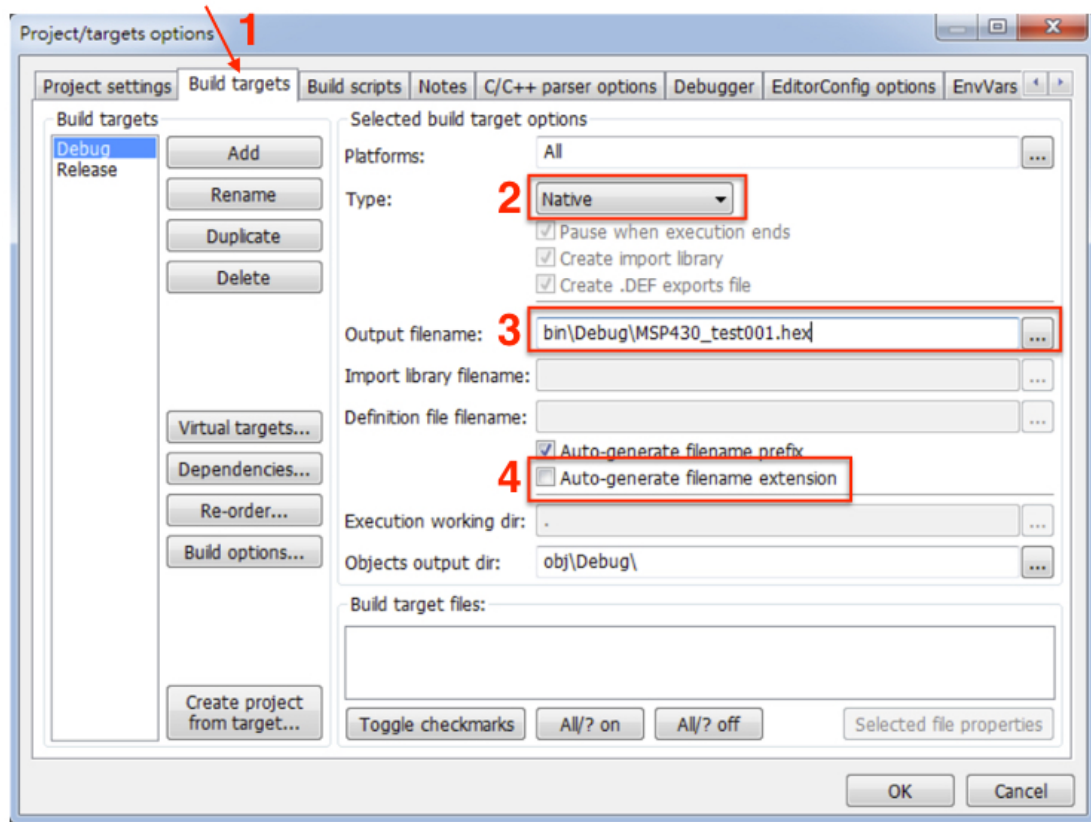 1
Project/targets options
Project settings Build targets Build scripts Notes C/C++ parser options Debugger EditorConfig options EnvVars
Build targets
Debug
Release
Add
Rename
Duplicate
Delete
Virtual targets...
Dependencies...
Re-order...
Build options...
Create project
from target...
Selected build target options
Platforms: All ...
Type: 2 Native
Pause when execution ends
Create import library
Create .DEF exports file
Output filename: 3 bin\Debug\MSP430_test001.hex ...
Import library filename: ...
Definition file filename: ...
Auto-generate filename prefix
4 Auto-generate filename extension
Execution working dir: . ...
Objects output dir: obj\Debug\ ...
Build target files:
Toggle checkmarks All/? on All/? off Selected file properties
OK Cancel